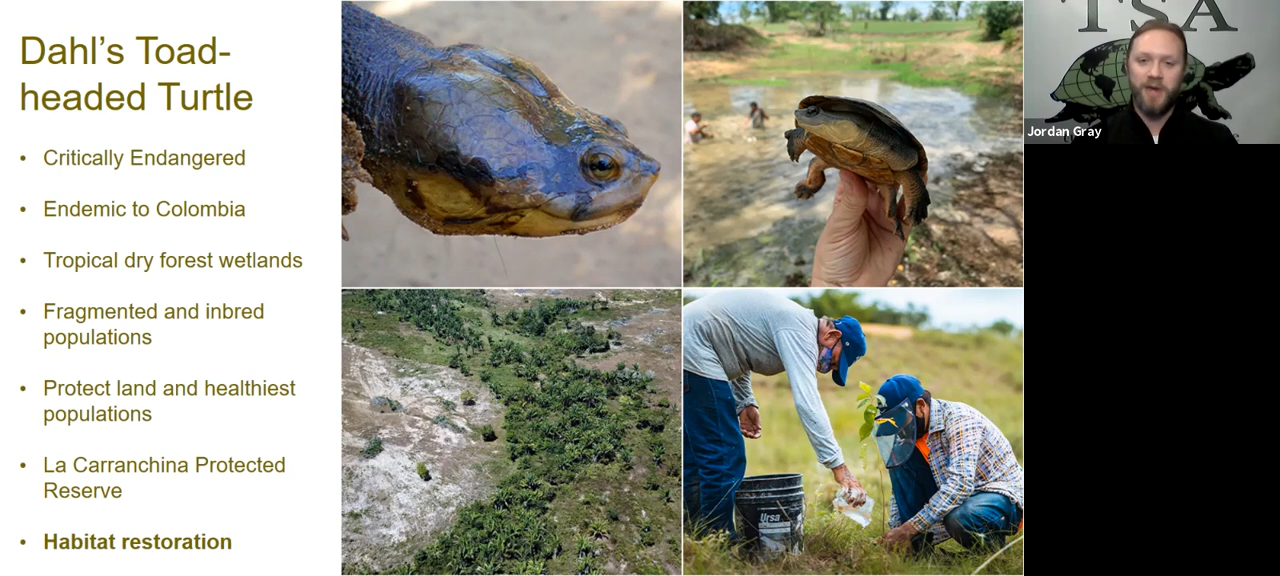 Dahl's Toad-
headed Turtle
• Critically Endangered
• Endemic to Colombia
• Tropical dry forest wetlands
• Fragmented and inbred
populations
• Protect land and healthiest
populations
• La Carranchina Protected
Reserve
• Habitat restoration
Ursa
TSA
Jordan Gray